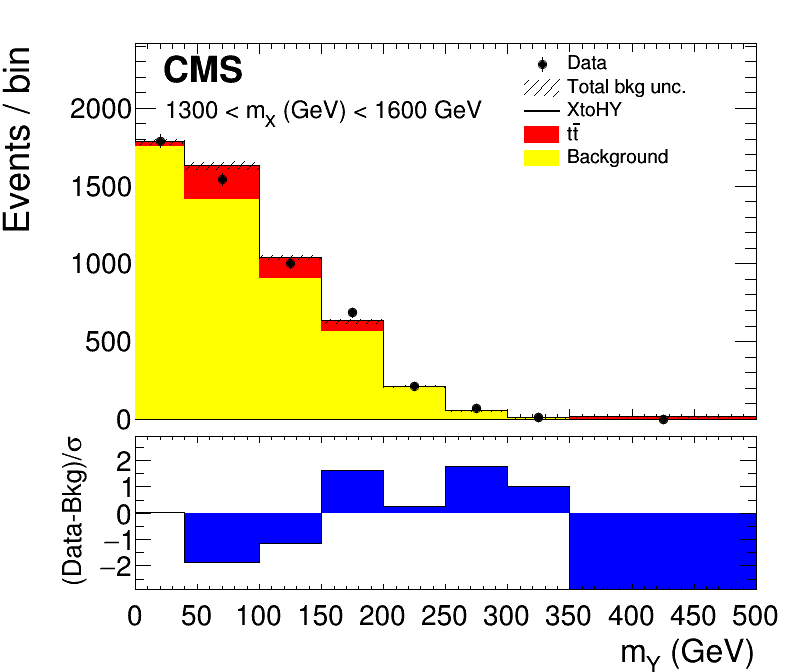 Events / bin
CMS
1300 < m_X (GeV) < 1600 GeV
Data
Total bkg unc.
XtoHY
tt̄
Background
2000
1500
1000
500
0
(Data-Bkg)/σ
2
1
0
−1
−2
0 50 100 150 200 250 300 350 400 450 500
m_Y (GeV)